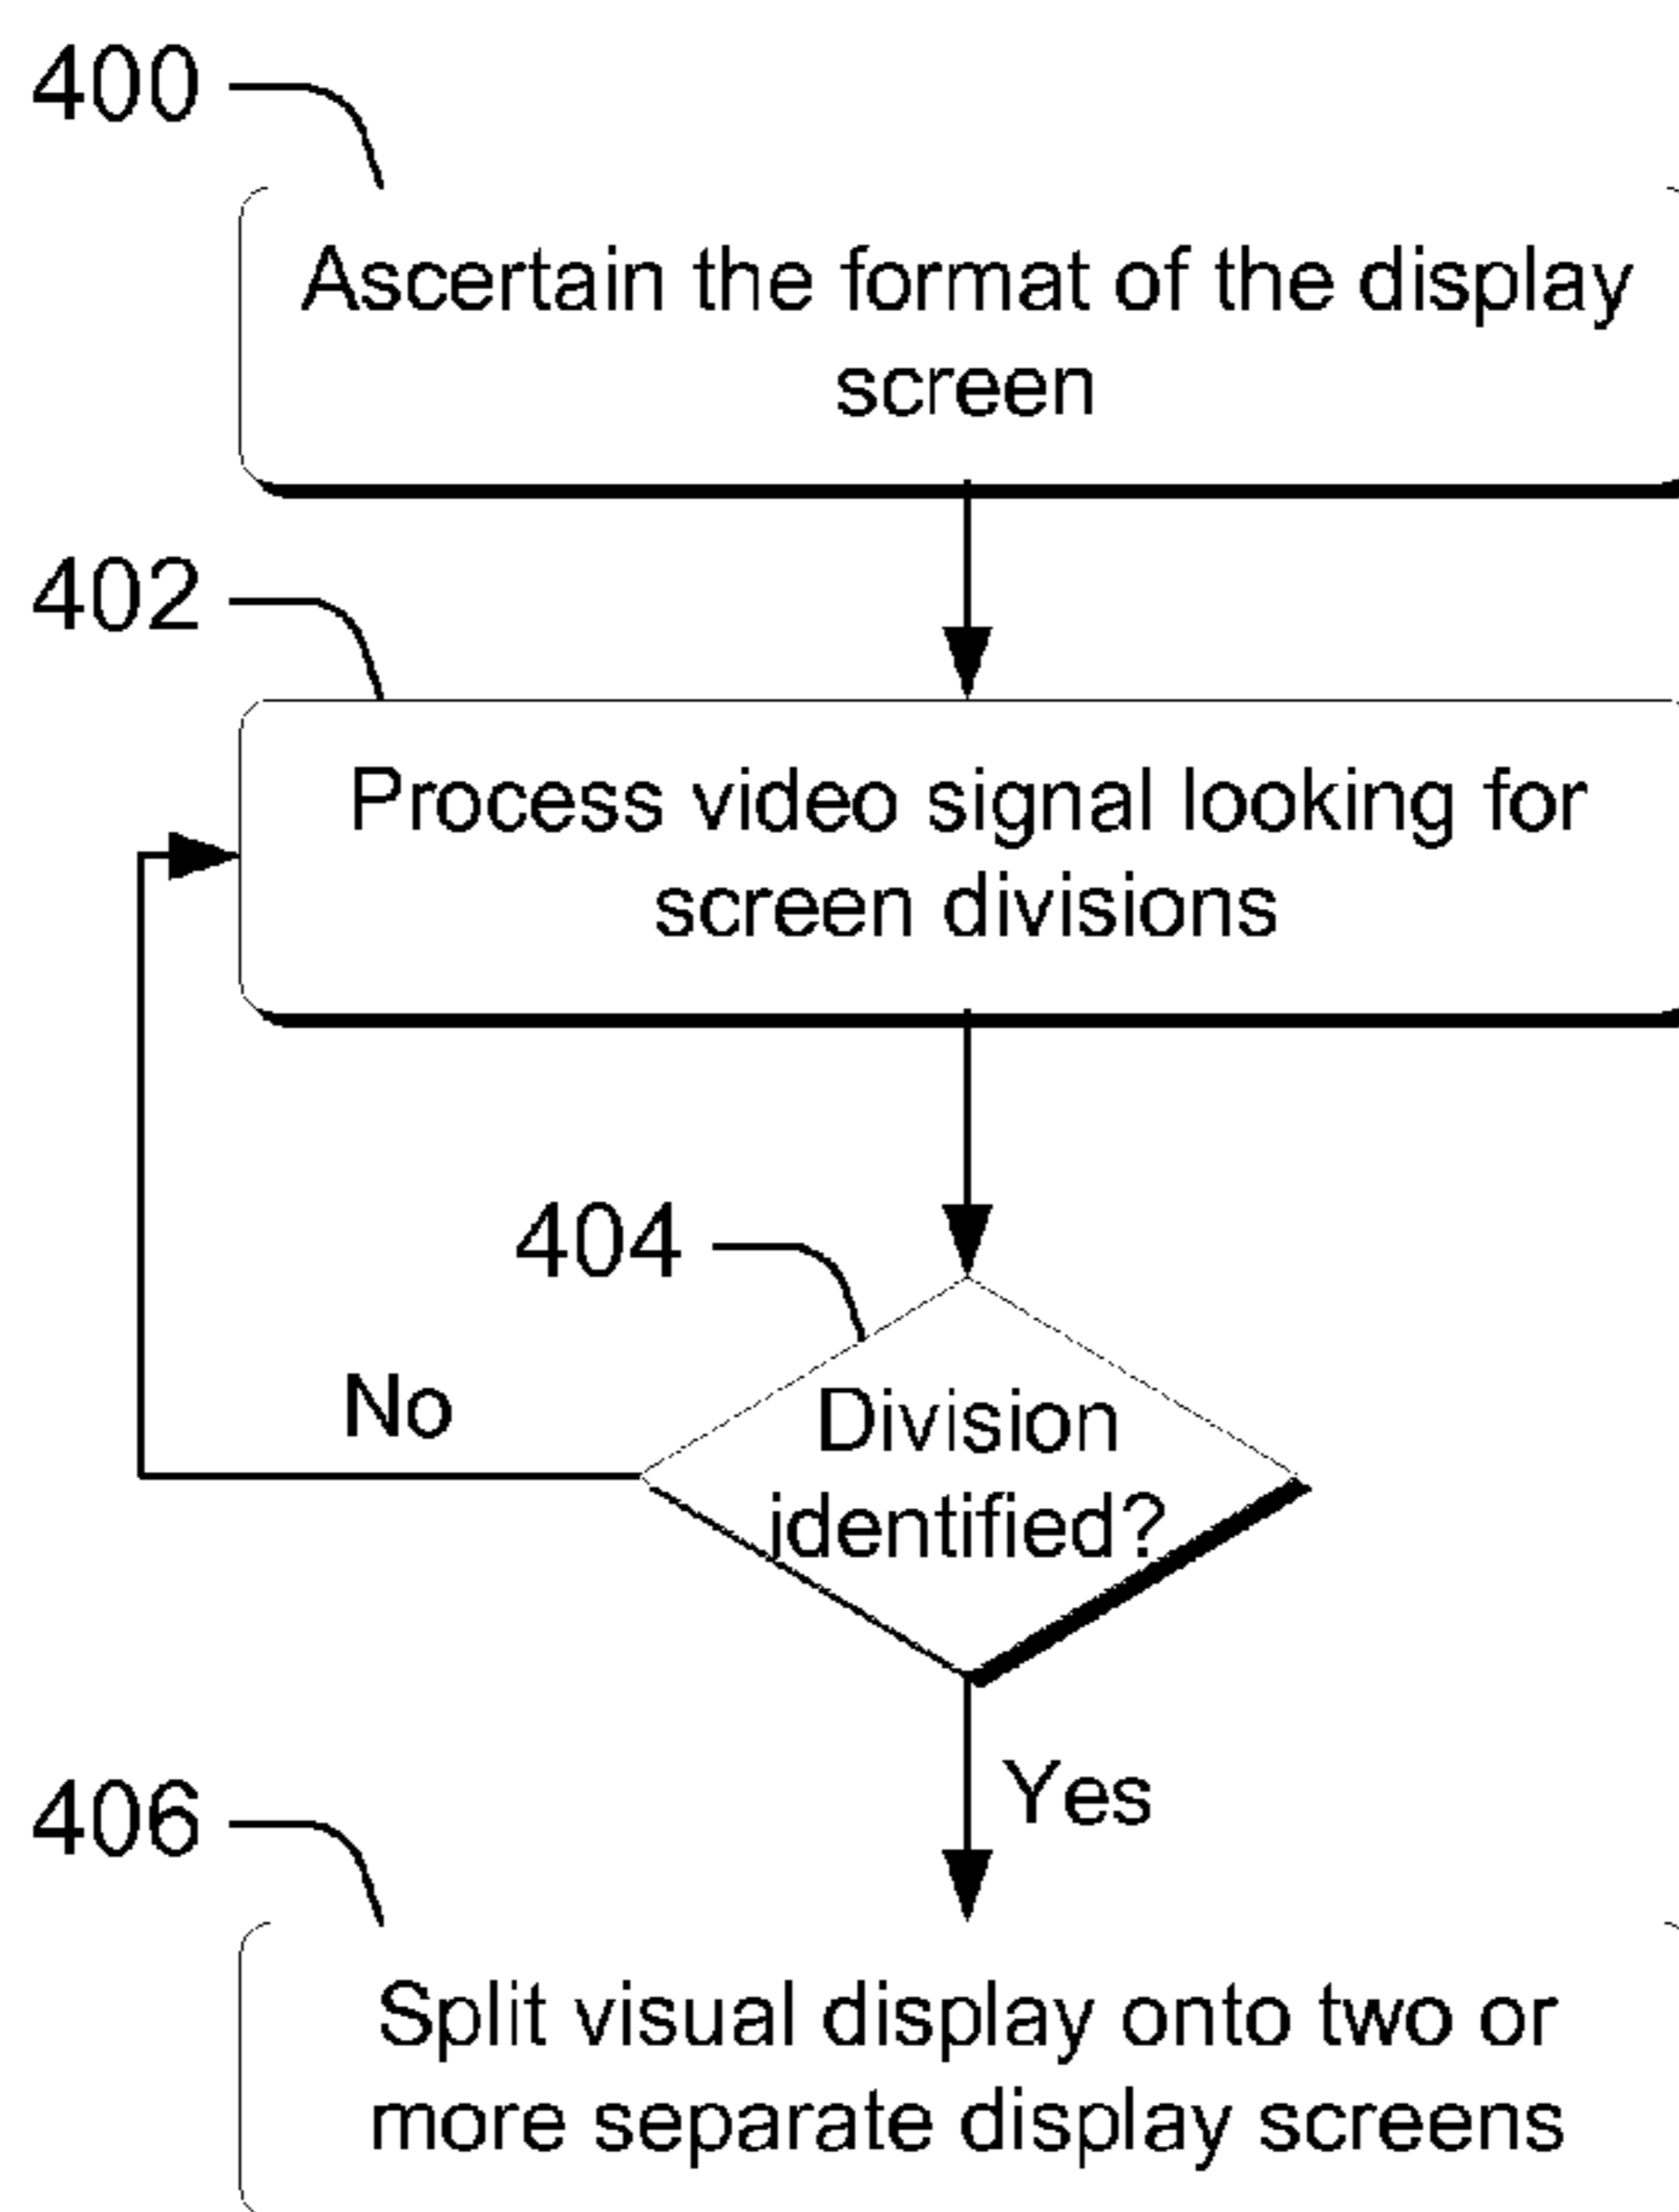 400
Ascertain the format of the display
screen
402
Process video signal looking for
screen divisions
404
Division
identified?
No
Yes
406
Split visual display onto two or
more separate display screens